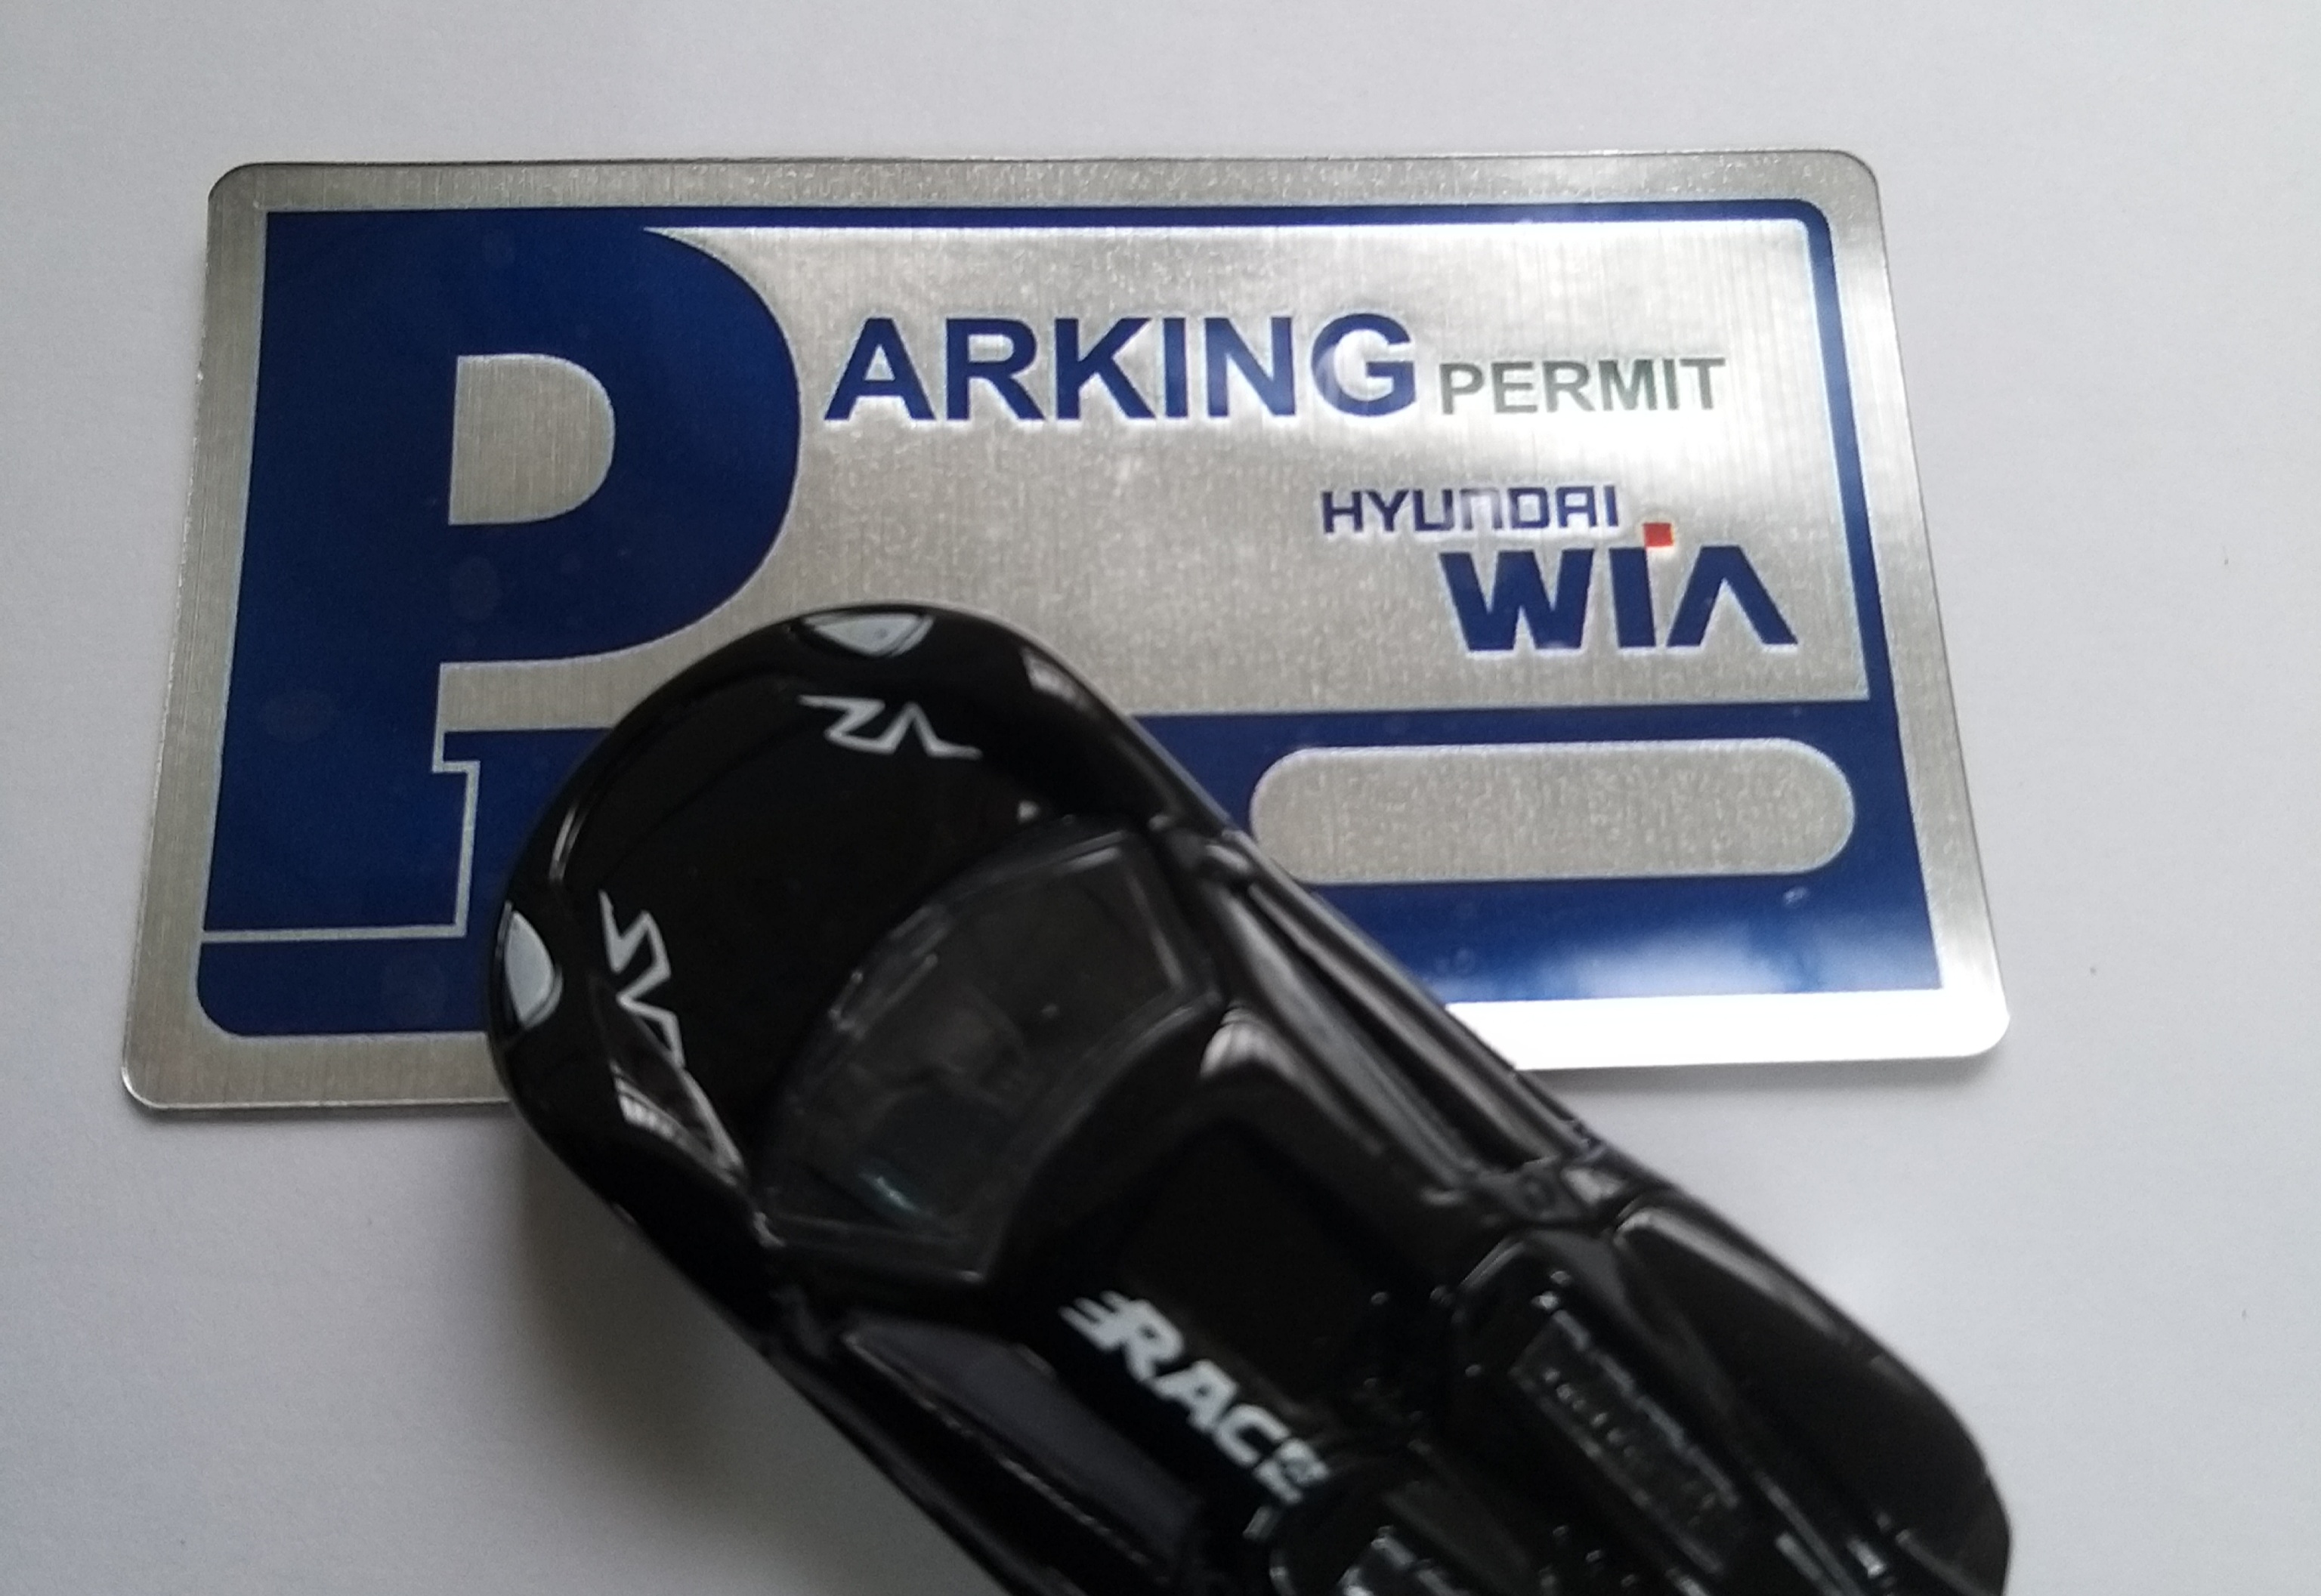 PARKING PERMIT
HYUNDAI
WIA
RACE